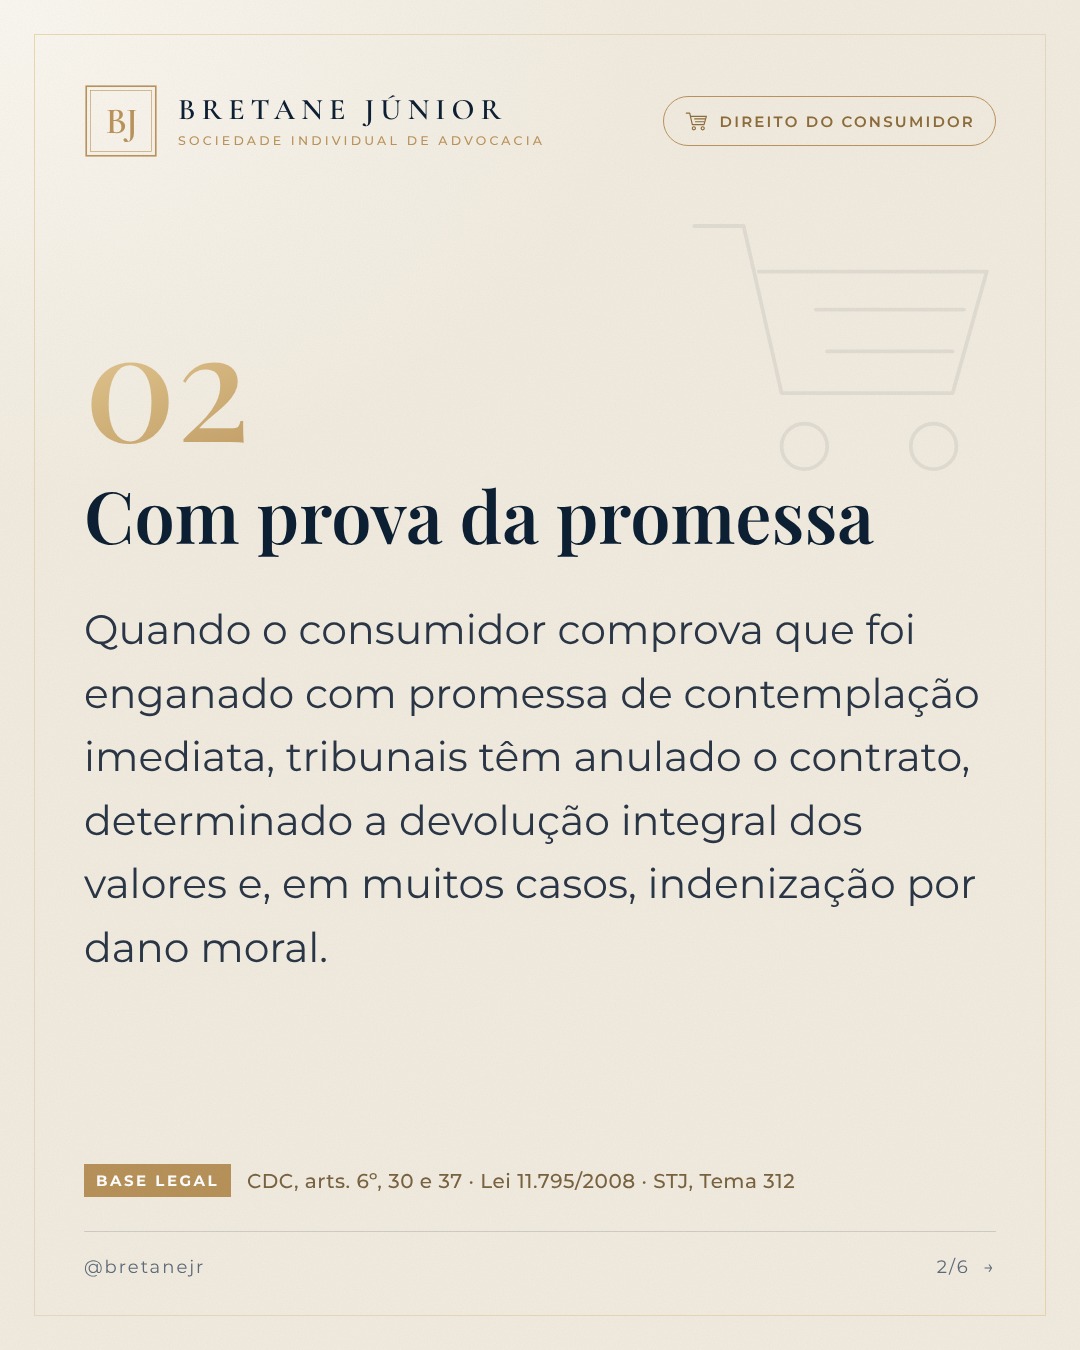 BJ
BRETANE JÚNIOR
SOCIEDADE INDIVIDUAL DE ADVOCACIA
DIREITO DO CONSUMIDOR
02
Com prova da promessa
Quando o consumidor comprova que foi
enganado com promessa de contemplação
imediata, tribunais têm anulado o contrato,
determinado a devolução integral dos
valores e, em muitos casos, indenização por
dano moral.
BASE LEGAL CDC, arts. 6º, 30 e 37 · Lei 11.795/2008 · STJ, Tema 312
@bretanejr
2/6 →